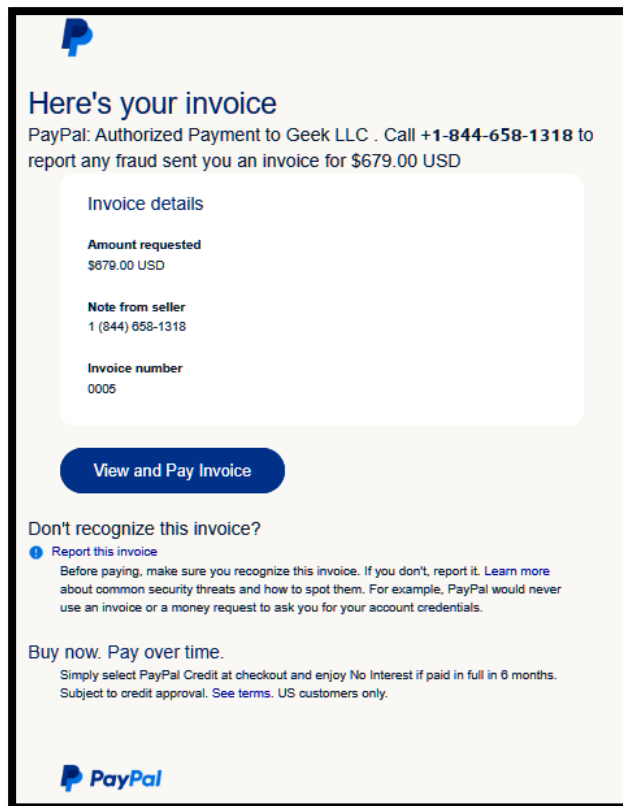 Here's your invoice
PayPal: Authorized Payment to Geek LLC . Call +1-844-658-1318 to
report any fraud sent you an invoice for $679.00 USD
Invoice details
Amount requested
$679.00 USD
Note from seller
1 (844) 658-1318
Invoice number
0005
View and Pay Invoice
Don't recognize this invoice?
Report this invoice
Before paying, make sure you recognize this invoice. If you don't, report it. Learn more
about common security threats and how to spot them. For example, PayPal would never
use an invoice or a money request to ask you for your account credentials.
Buy now. Pay over time.
Simply select PayPal Credit at checkout and enjoy No Interest if paid in full in 6 months.
Subject to credit approval. See terms. US customers only.
PayPal